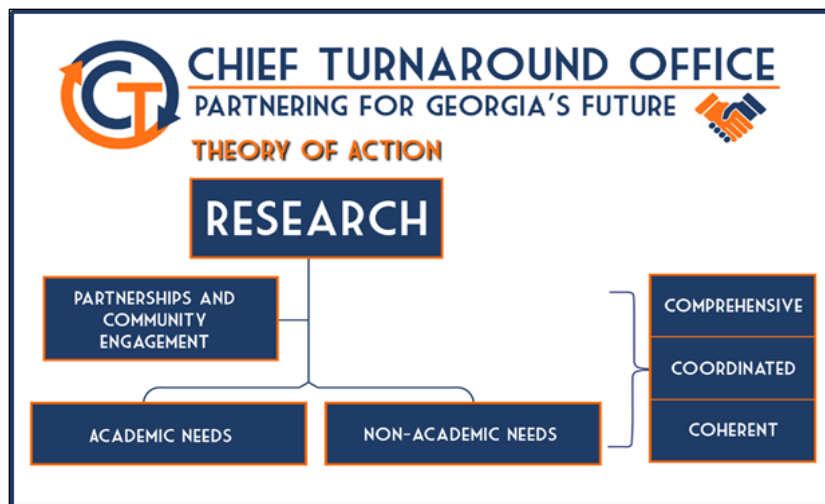 CT
CHIEF TURNAROUND OFFICE
PARTNERING FOR GEORGIA'S FUTURE
THEORY OF ACTION
RESEARCH
PARTNERSHIPS AND
COMMUNITY
ENGAGEMENT
ACADEMIC NEEDS
NON-ACADEMIC NEEDS
COMPREHENSIVE
COORDINATED
COHERENT